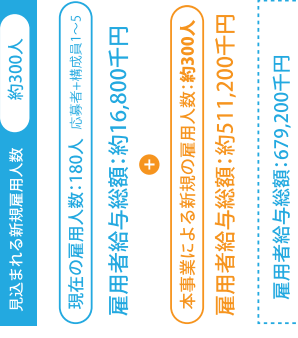 見込まれる新規雇用人数 約300人
現在の雇用人数：180人 応募者+構成員1〜5
雇用者給与総額：約16,800千円
+
本事業による新規の雇用人数：約300人
雇用者給与総額：約511,200千円
雇用者給与総額：679,200千円